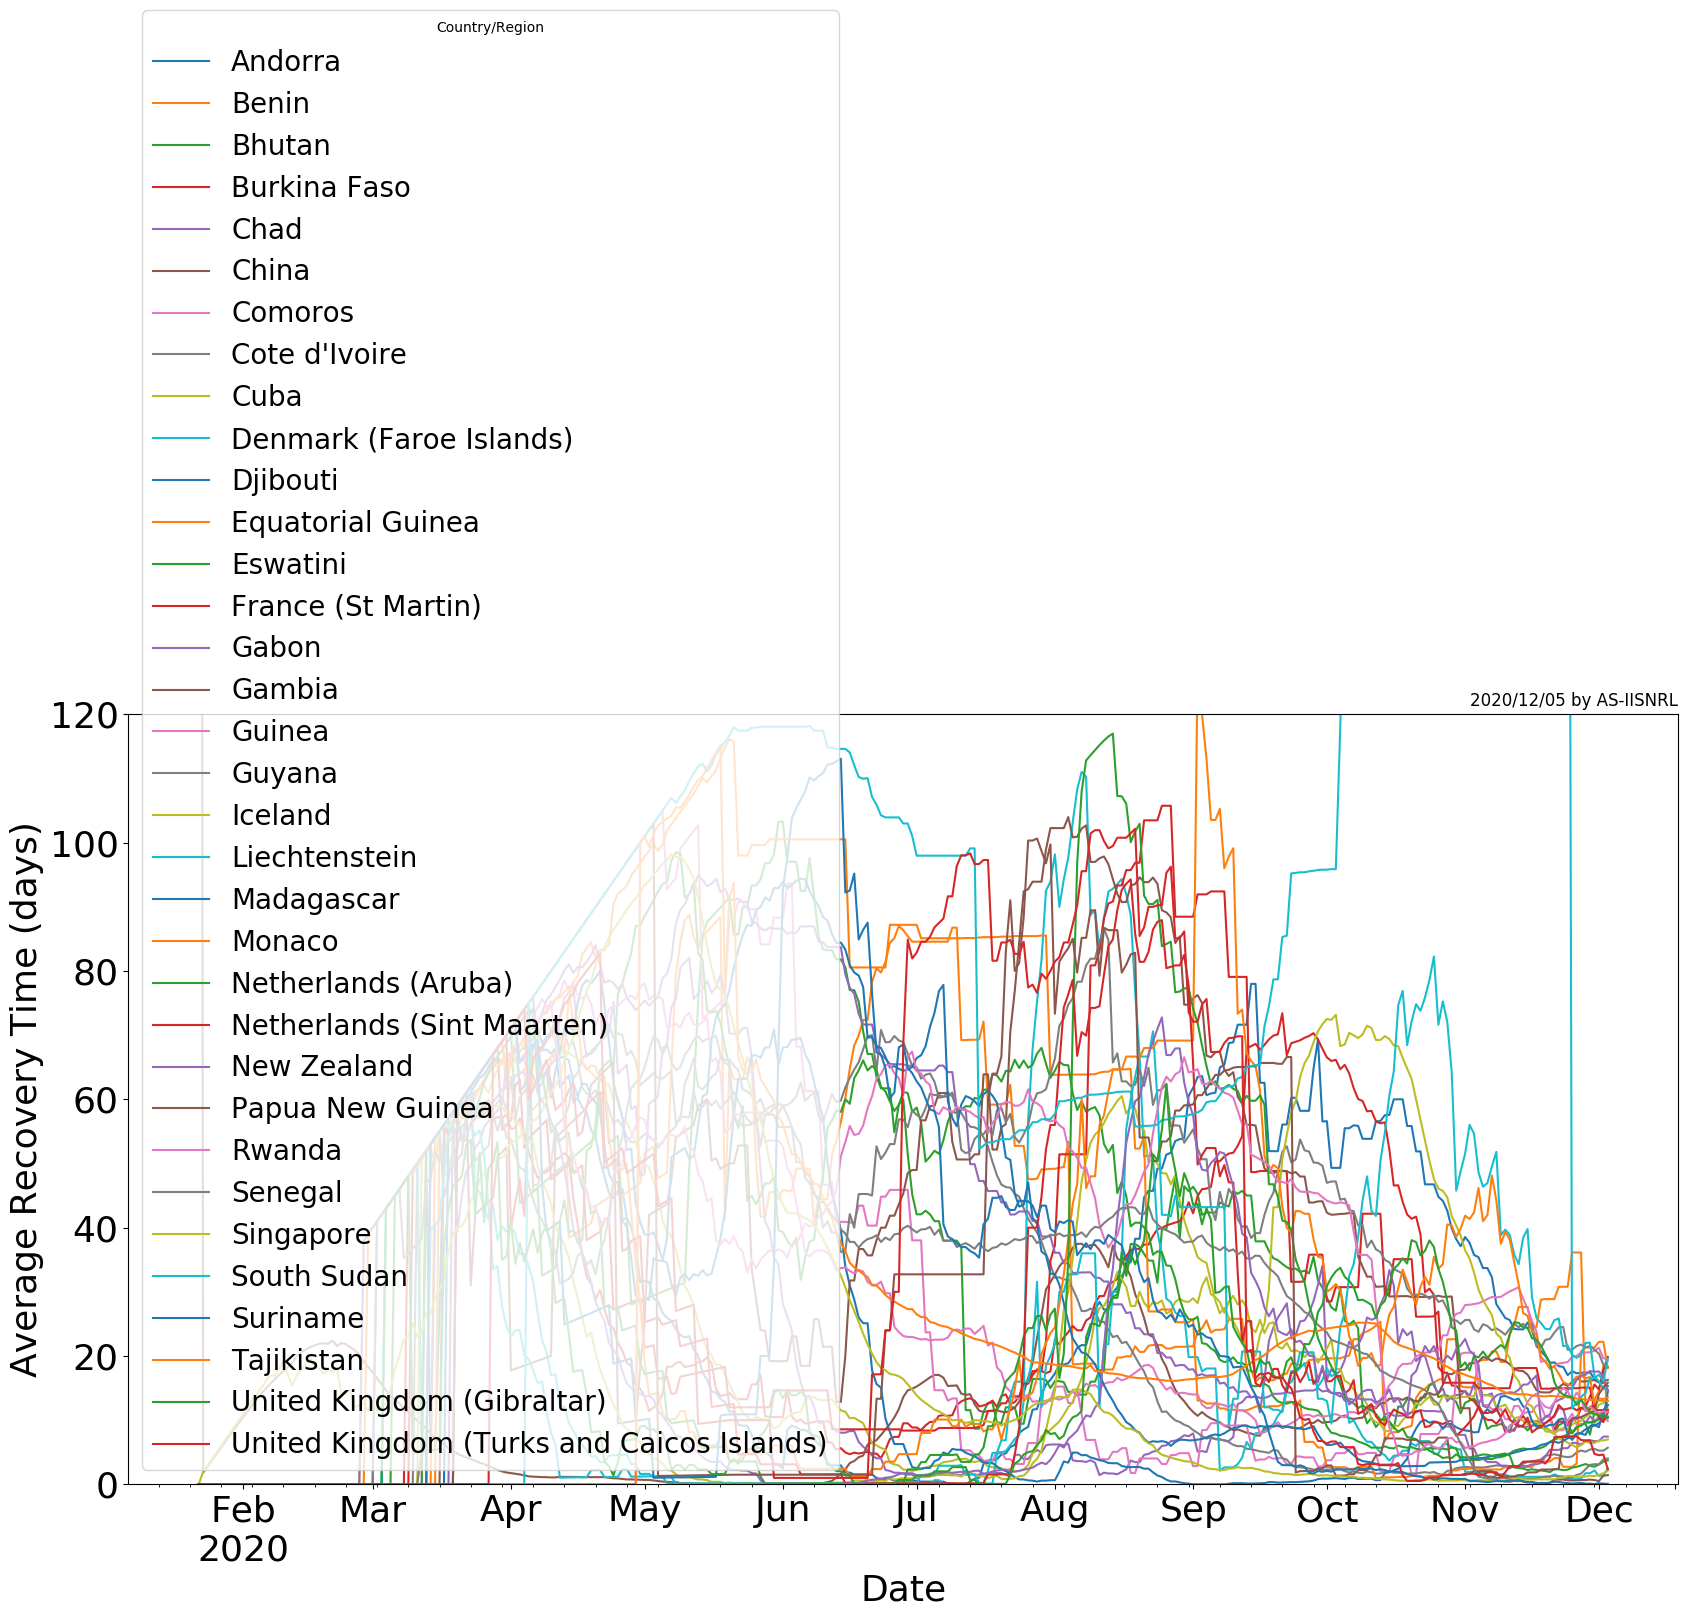 Country/Region
Andorra
Benin
Bhutan
Burkina Faso
Chad
China
Comoros
Cote d'Ivoire
Cuba
Denmark (Faroe Islands)
Djibouti
Equatorial Guinea
Eswatini
France (St Martin)
Gabon
Gambia
Guinea
Guyana
Iceland
Liechtenstein
Madagascar
Monaco
Netherlands (Aruba)
Netherlands (Sint Maarten)
New Zealand
Papua New Guinea
Rwanda
Senegal
Singapore
South Sudan
Suriname
Tajikistan
United Kingdom (Gibraltar)
United Kingdom (Turks and Caicos Islands)
2020/12/05 by AS-IISNRL
Average Recovery Time (days)
120
100
80
60
40
20
0
Feb Mar Apr May Jun Jul Aug Sep Oct Nov Dec
2020
Date